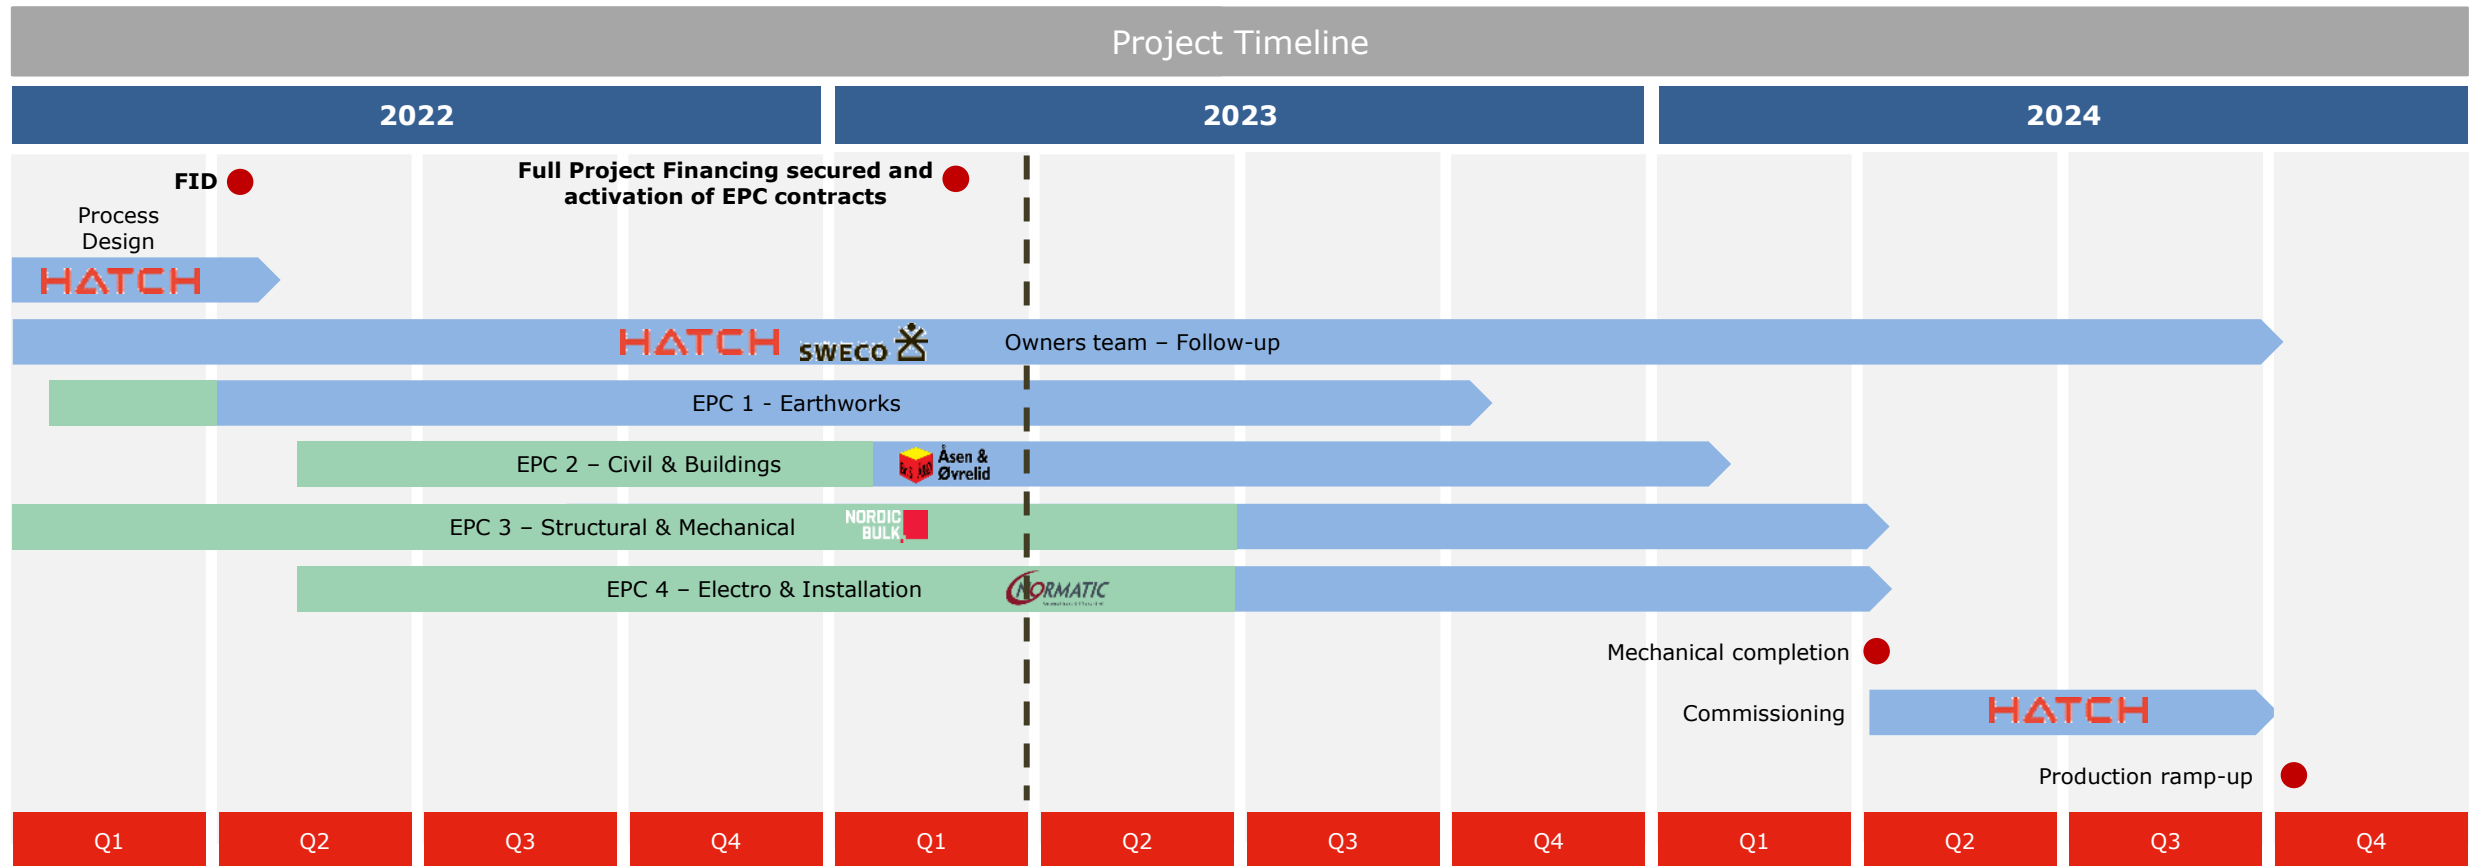 Project Timeline
2022
2023
2024
FID
Full Project Financing secured and
activation of EPC contracts
Process
Design
HATCH
HATCH
SWECO
Owners team – Follow-up
EPC 1 - Earthworks
EPC 2 – Civil & Buildings
Åsen &
Øvrelid
EPC 3 – Structural & Mechanical
NORDIC
BULK
EPC 4 – Electro & Installation
NORMATIC
Mechanical completion
Commissioning
HATCH
Production ramp-up
Q1
Q2
Q3
Q4
Q1
Q2
Q3
Q4
Q1
Q2
Q3
Q4